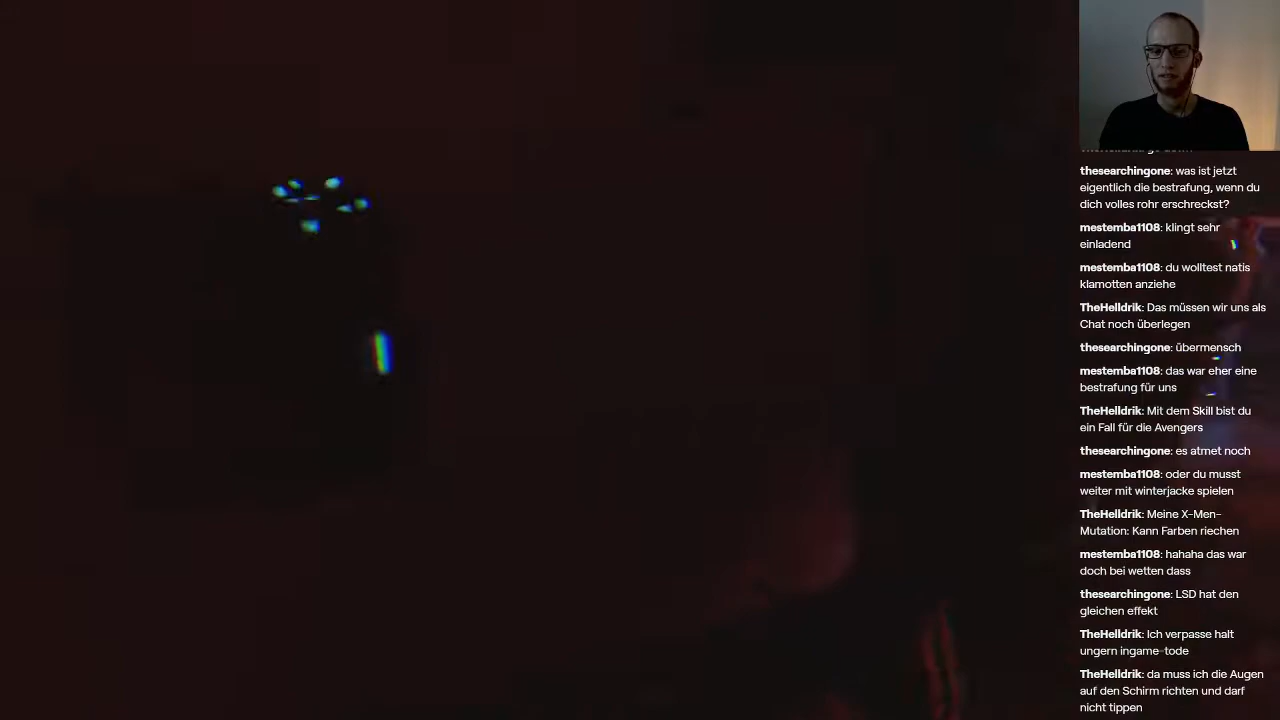 thesearchingone: was ist jetzt
eigentlich die bestrafung, wenn du
dich volles rohr erschreckst?
mestemba1108: klingt sehr
einladend
mestemba1108: du wolltest natis
klamotten anziehe
TheHelldrik: Das müssen wir uns als
Chat noch überlegen
thesearchingone: übermensch
mestemba1108: das war eher eine
bestrafung für uns
TheHelldrik: Mit dem Skill bist du
ein Fall für die Avengers
thesearchingone: es atmet noch
mestemba1108: oder du musst
weiter mit winterjacke spielen
TheHelldrik: Meine X-Men-
Mutation: Kann Farben riechen
mestemba1108: hahaha das war
doch bei wetten dass
thesearchingone: LSD hat den
gleichen effekt
TheHelldrik: Ich verpasse halt
ungern ingame-tode
TheHelldrik: da muss ich die Augen
auf den Schirm richten und darf
nicht tippen